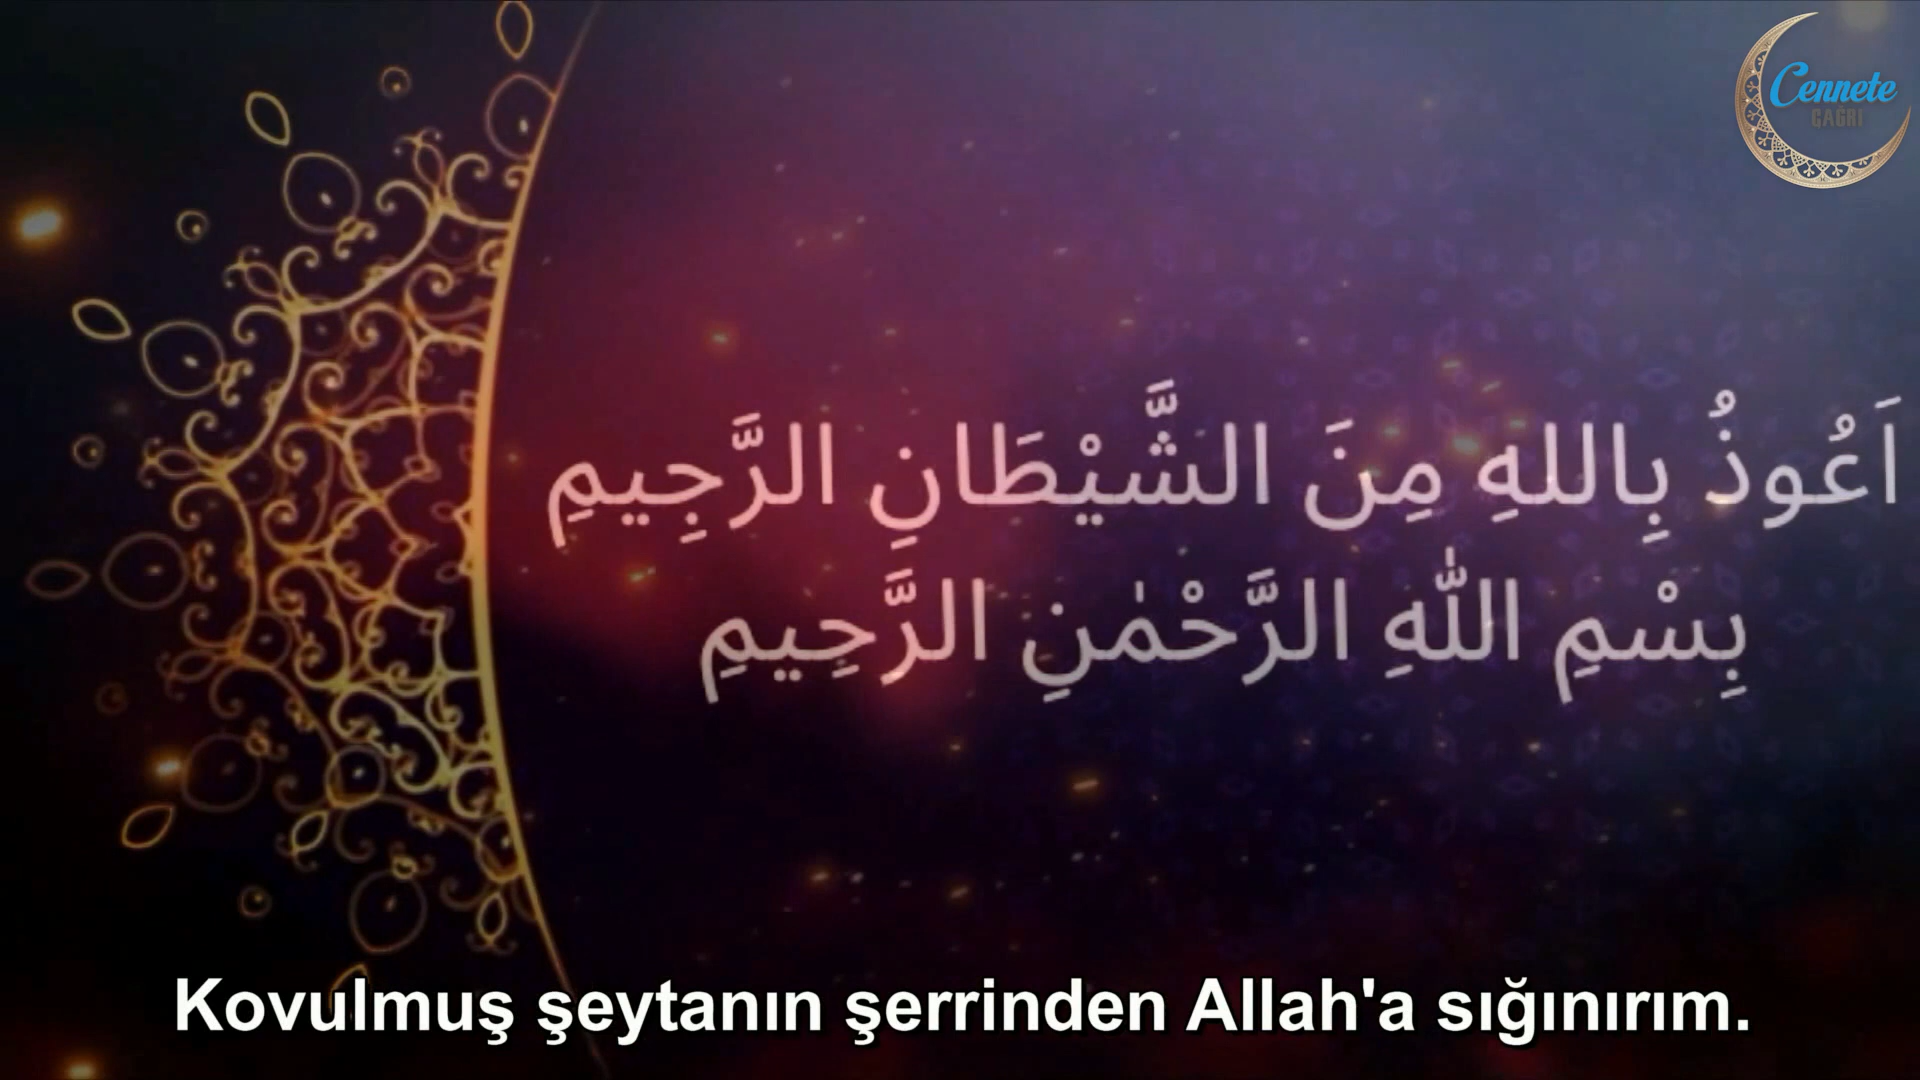 Cennete
ÇAĞRI
اَعُوذُ بِاللهِ مِنَ الشَّيْطَانِ الرَّجِيمِ
بِسْمِ اللّٰهِ الرَّحْمٰنِ الرَّحِيمِ
Kovulmuş şeytanın şerrinden Allah'a sığınırım.